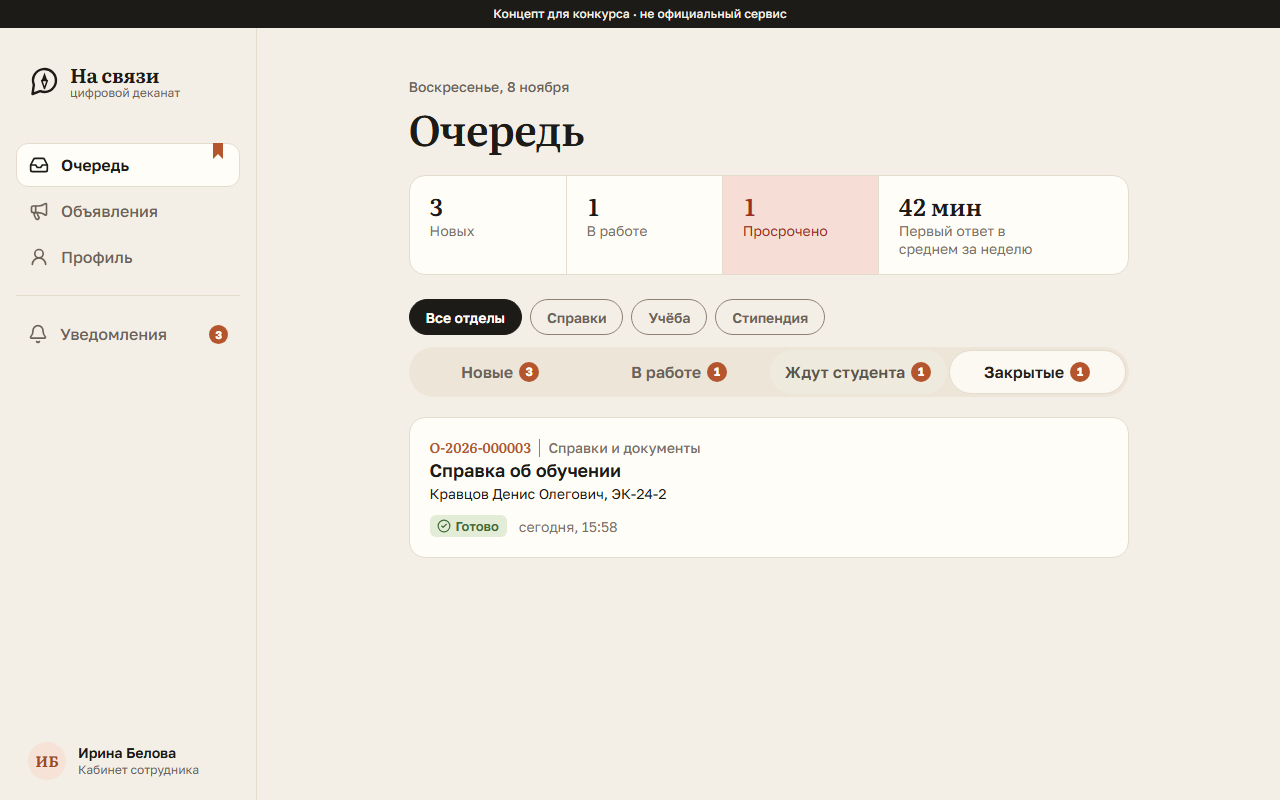 Концепт для конкурса · не официальный сервис
На связи
цифровой деканат
Очередь
Объявления
Профиль
Уведомления 3
Ирина Белова
ИБ
Кабинет сотрудника
Воскресенье, 8 ноября
Очередь
3
Новых
1
В работе
1
Просрочено
42 мин
Первый ответ в
среднем за неделю
Все отделы Справки Учёба Стипендия
Новые 3 В работе 1 Ждут студента 1 Закрытые 1
О-2026-000003 Справки и документы
Справка об обучении
Кравцов Денис Олегович, ЭК-24-2
Готово сегодня, 15:58